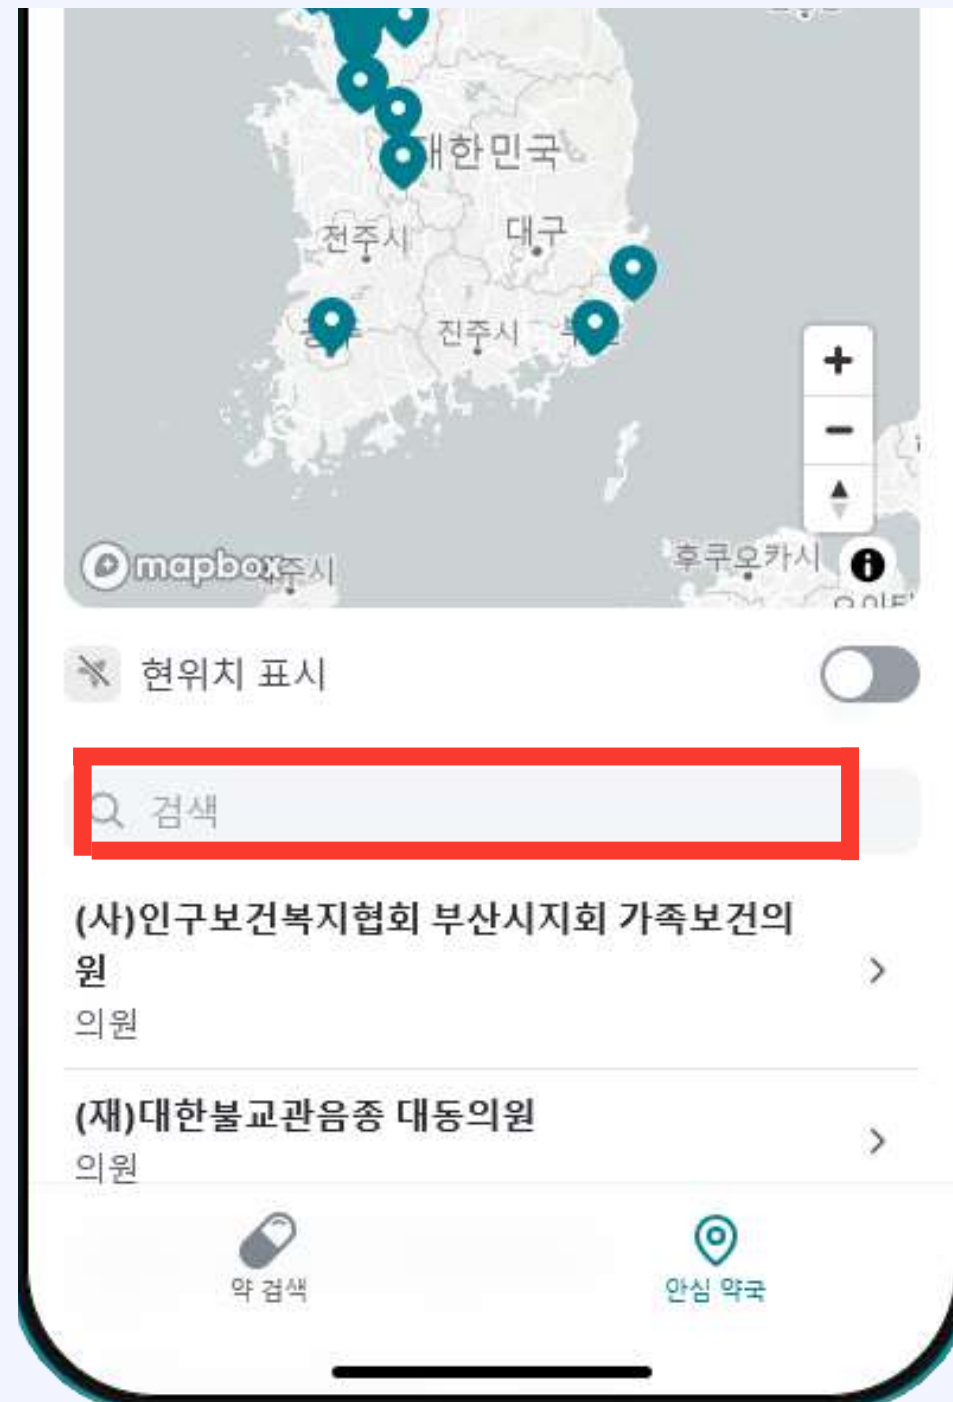 대한민국
전주시
대구
진주시
mapbox
후쿠오카시
현위치 표시
검색
(사)인구보건복지협회 부산시지회 가족보건의
원
의원
(재)대한불교관음종 대동의원
의원
약 검색
안심 약국